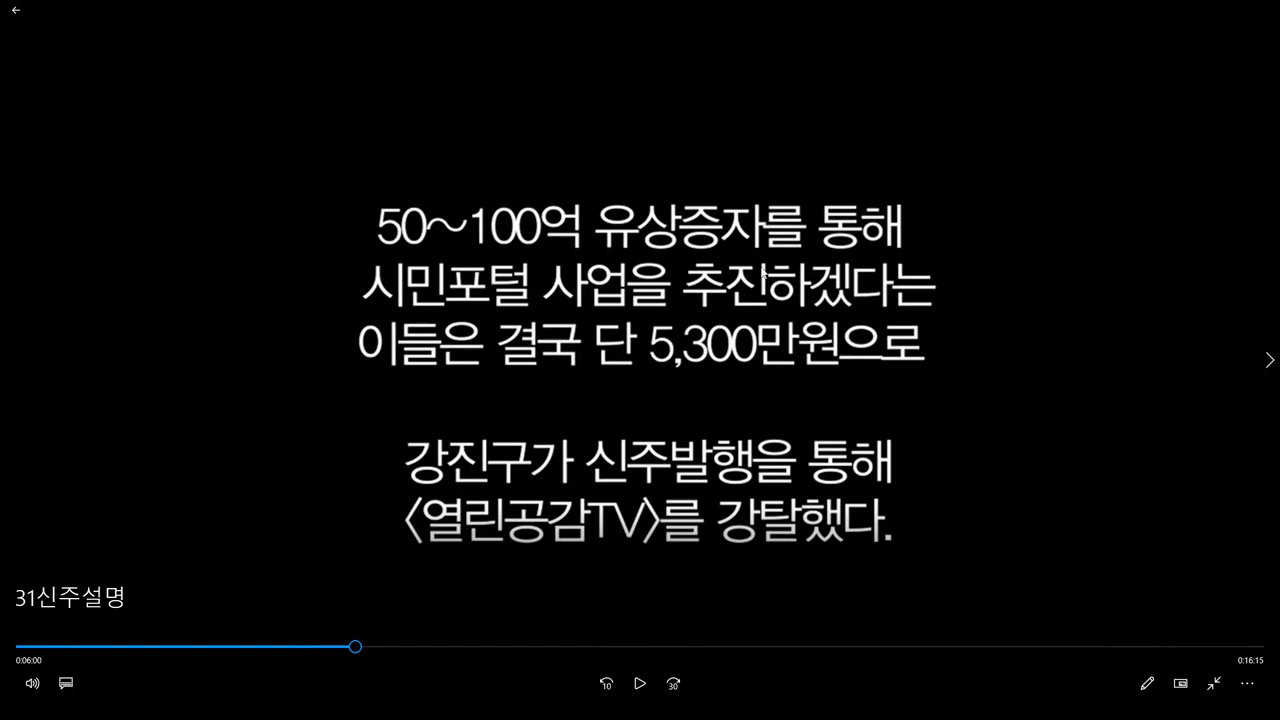 50~100억 유상증자를 통해
시민포털 사업을 추진하겠다는
이들은 결국 단 5,300만원으로
강진구가 신주발행을 통해
〈열린공감TV〉를 강탈했다.
31신주설명
0:06:00
0:16:15
10
30